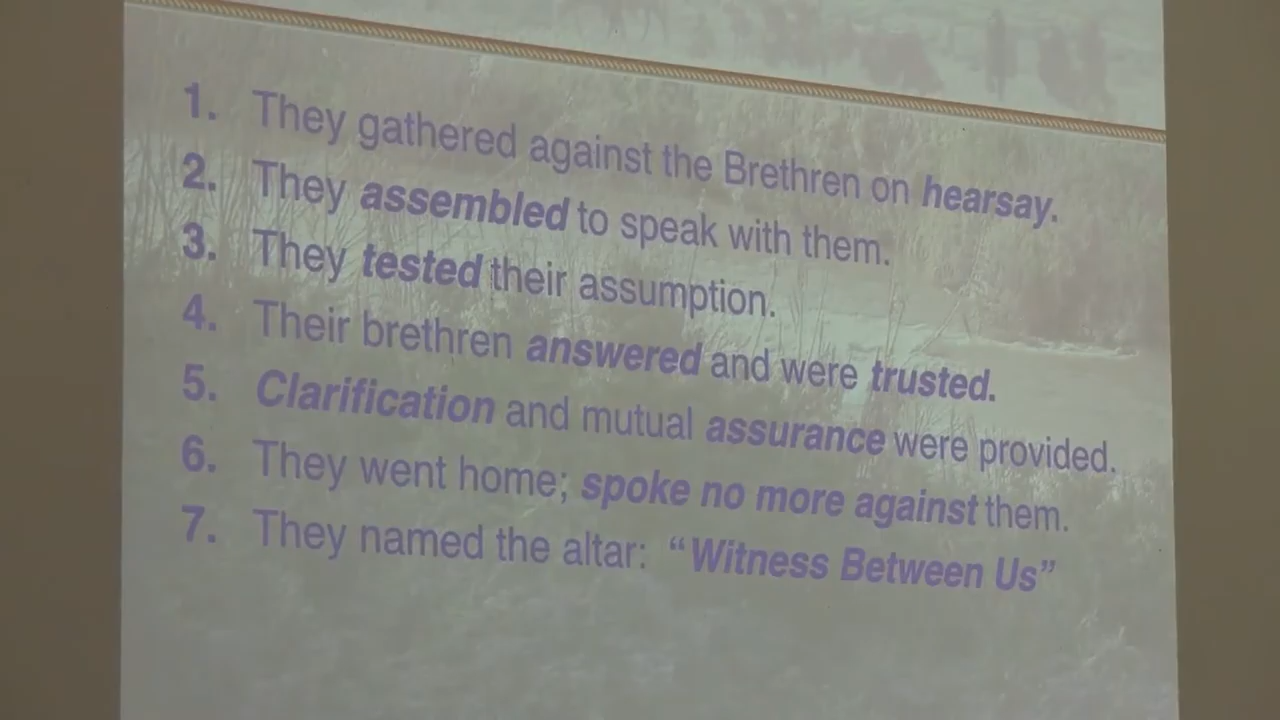 1. They gathered against the Brethren on hearsay.
2. They assembled to speak with them.
3. They tested their assumption.
4. Their brethren answered and were trusted.
5. Clarification and mutual assurance were provided.
6. They went home; spoke no more against them.
7. They named the altar: “Witness Between Us”